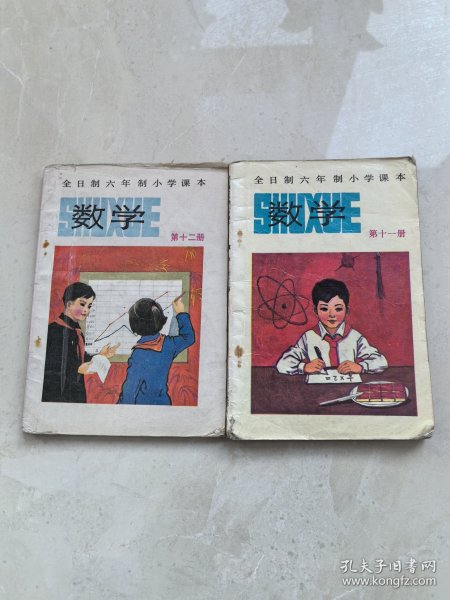 全日制六年制小学课本
SHUXUE
数学
第十二册
全日制六年制小学课本
SHUXUE
数学
第十一册
孔夫子旧书网
www.kongfz.com